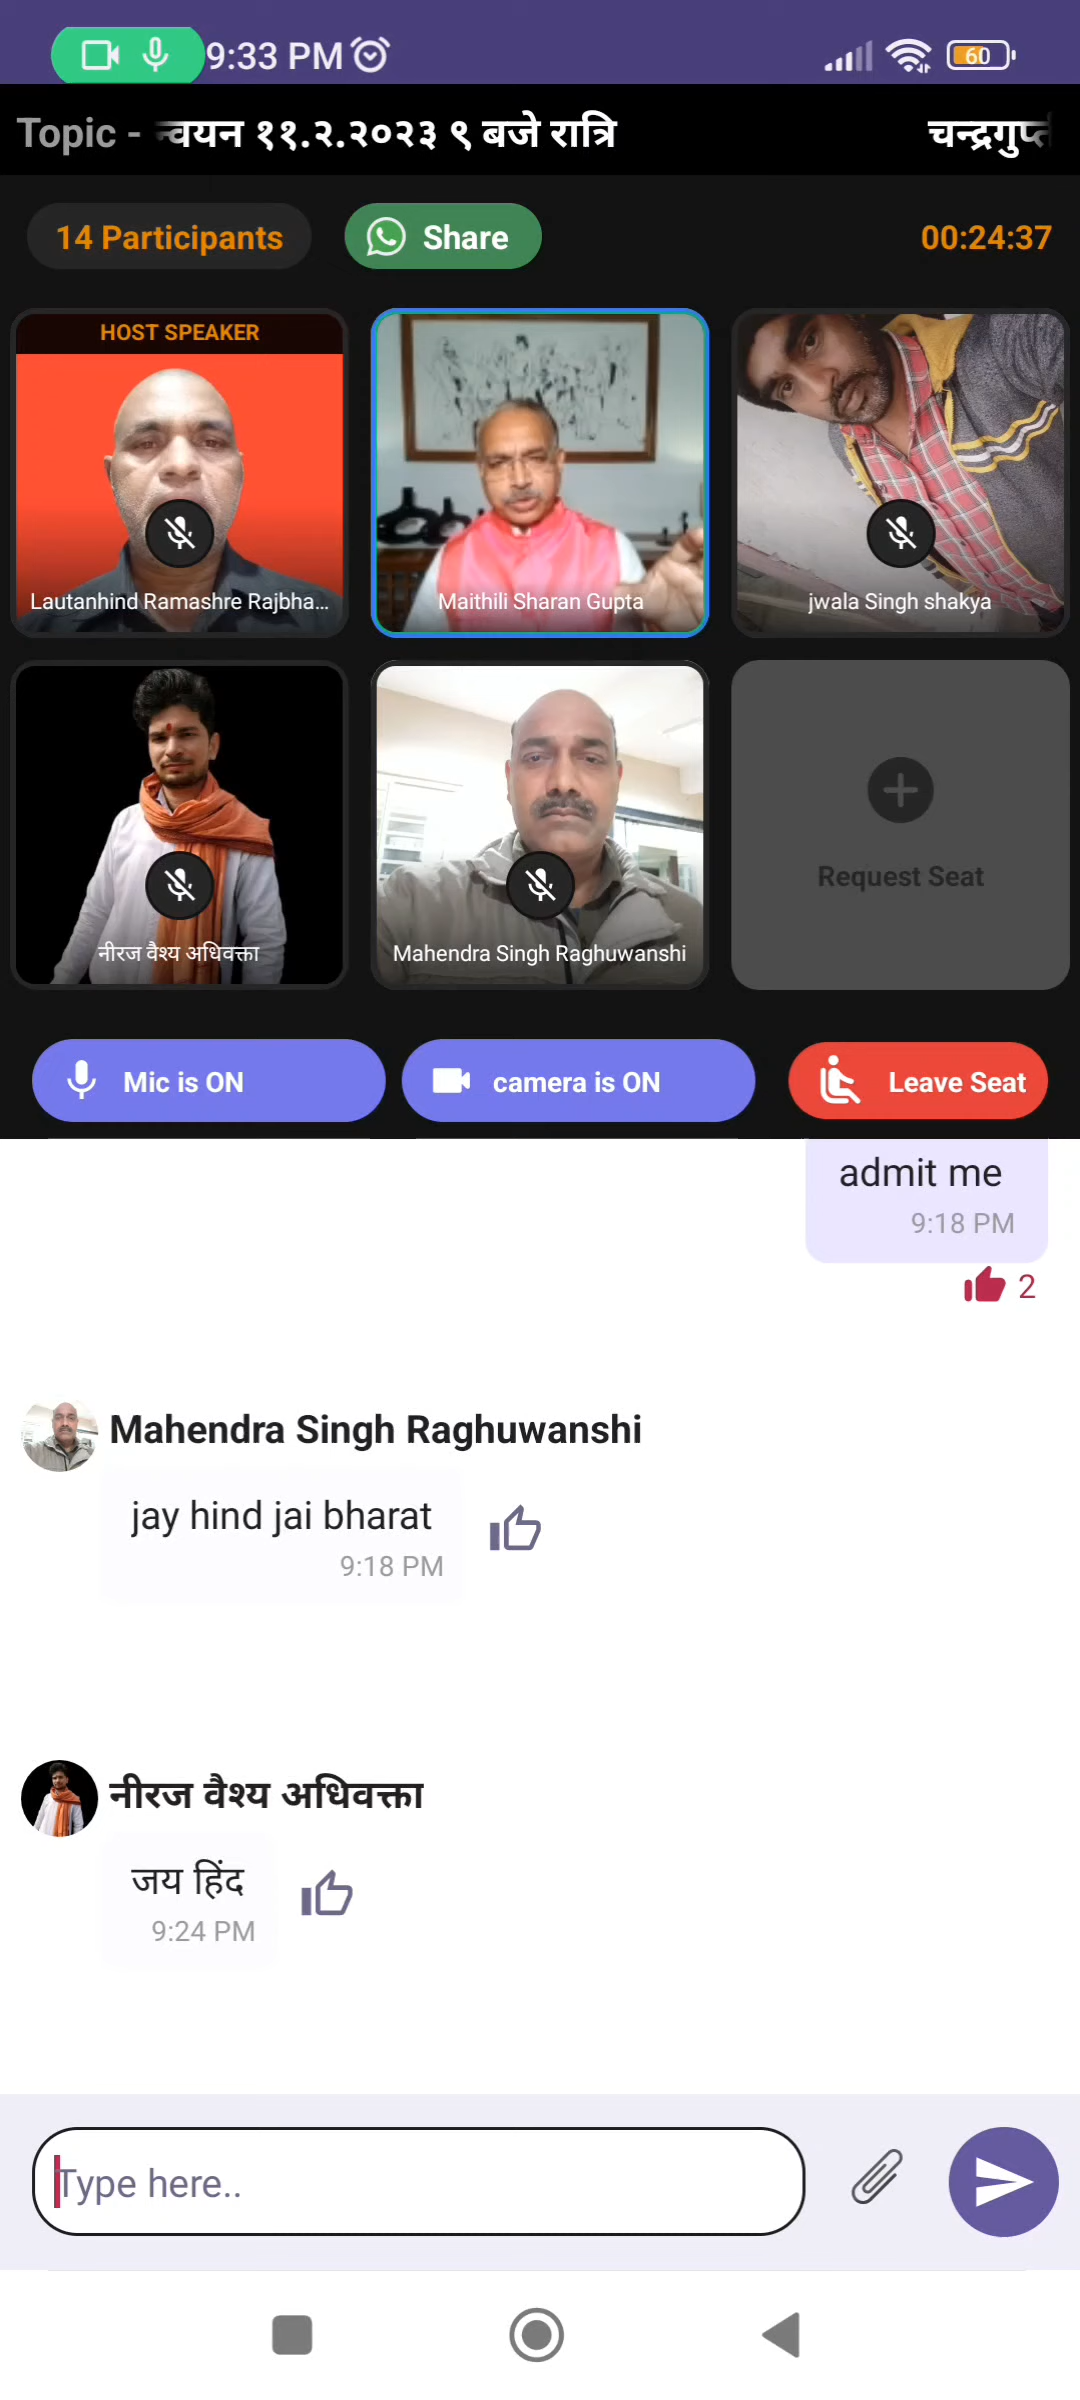 9:33 PM
60
Topic - न्वयन ११.२.२०२३ ९ बजे रात्रि चन्द्रगुप्त
14 Participants
Share
00:24:37
HOST SPEAKER
Lautanhind Ramashre Rajbha...
Maithili Sharan Gupta
jwala Singh shakya
नीरज वैश्य अधिवक्ता
Mahendra Singh Raghuwanshi
Request Seat
Mic is ON
camera is ON
Leave Seat
admit me
9:18 PM
2
Mahendra Singh Raghuwanshi
jay hind jai bharat
9:18 PM
नीरज वैश्य अधिवक्ता
जय हिंद
9:24 PM
Type here..